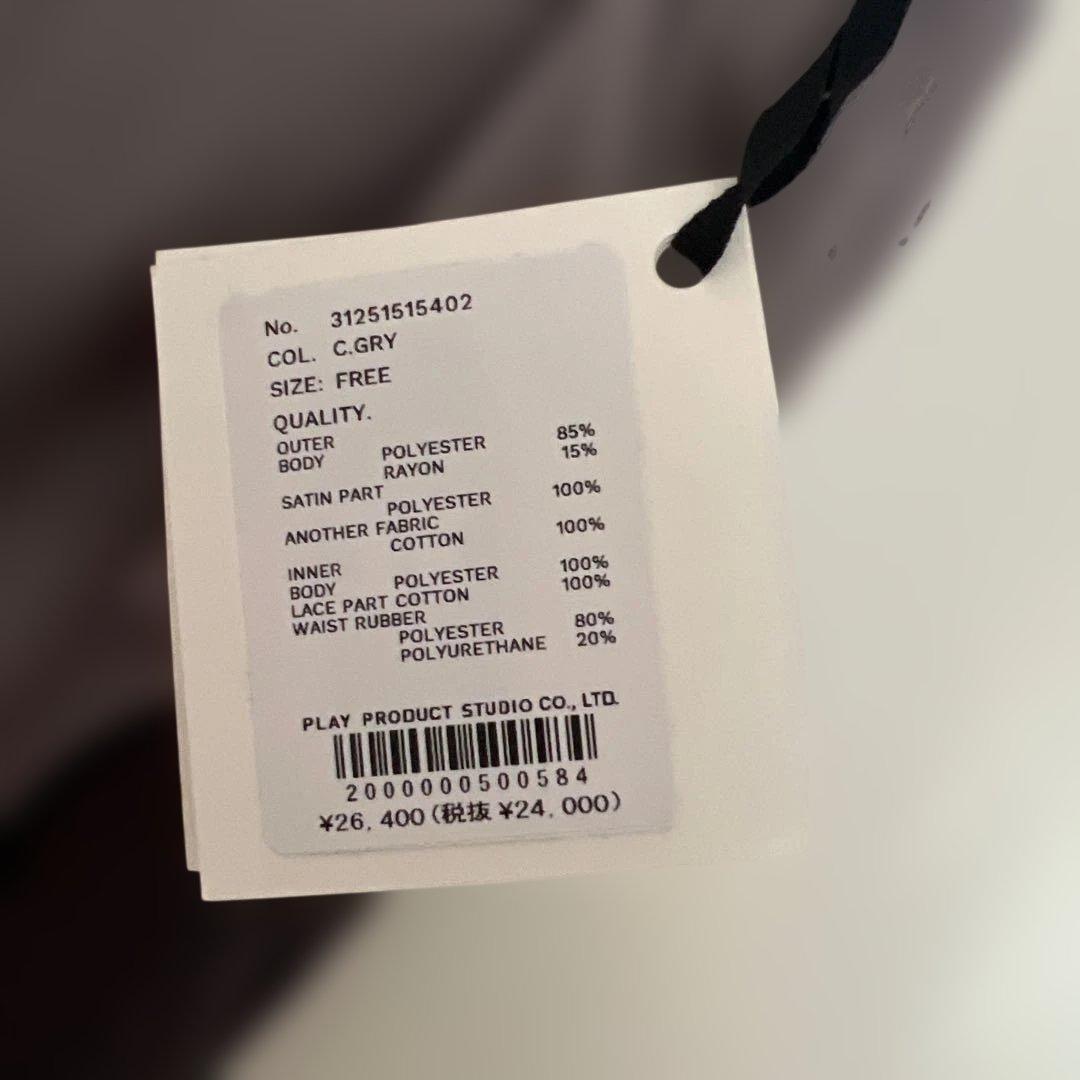 No. 31251515402
COL. C.GRY
SIZE: FREE
QUALITY.
OUTER
BODY POLYESTER 85%
RAYON 15%
SATIN PART
POLYESTER 100%
ANOTHER FABRIC
COTTON 100%
INNER
BODY POLYESTER 100%
LACE PART COTTON 100%
WAIST RUBBER
POLYESTER 80%
POLYURETHANE 20%
PLAY PRODUCT STUDIO CO., LTD.
2000000500584
¥26,400(税抜 ¥24,000)